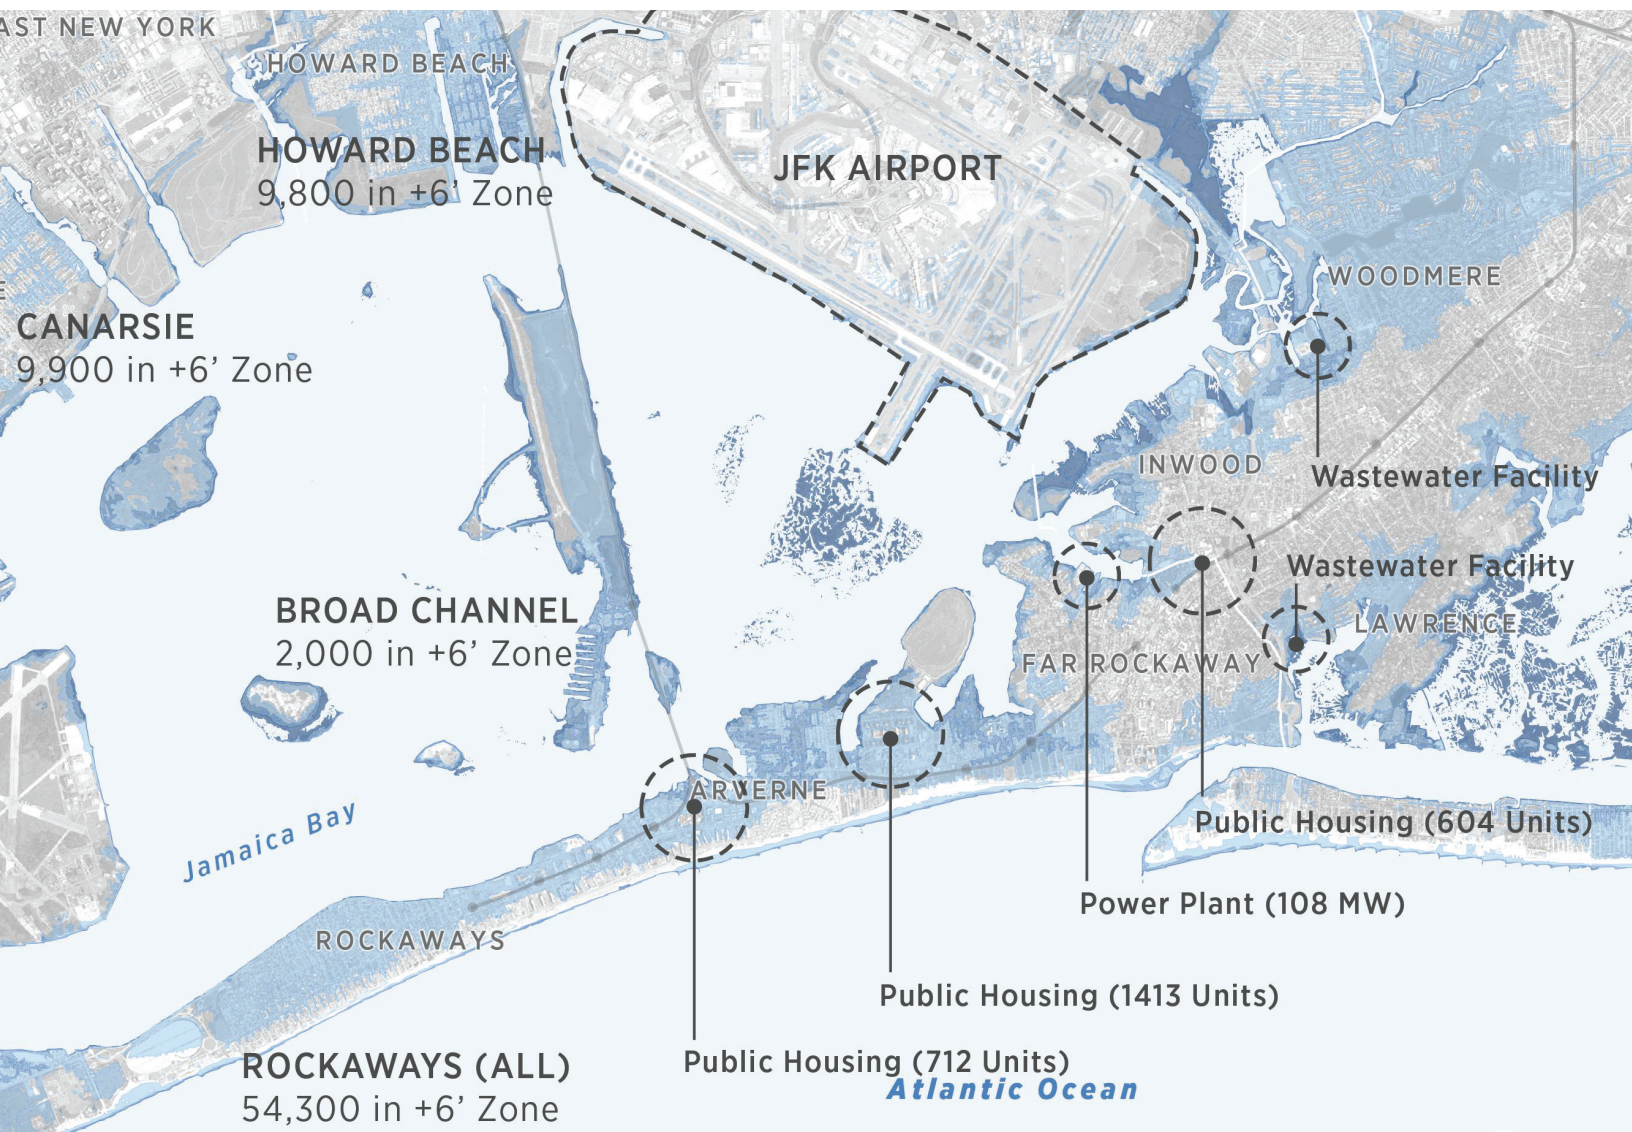 AST NEW YORK
HOWARD BEACH
HOWARD BEACH
9,800 in +6’ Zone
JFK AIRPORT
WOODMERE
CANARSIE
9,900 in +6’ Zone
INWOOD
Wastewater Facility
Wastewater Facility
BROAD CHANNEL
2,000 in +6’ Zone
LAWRENCE
FAR ROCKAWAY
ARVERNE
Jamaica Bay
Public Housing (604 Units)
Power Plant (108 MW)
ROCKAWAYS
Public Housing (1413 Units)
Public Housing (712 Units)
ROCKAWAYS (ALL)
54,300 in +6’ Zone
Atlantic Ocean